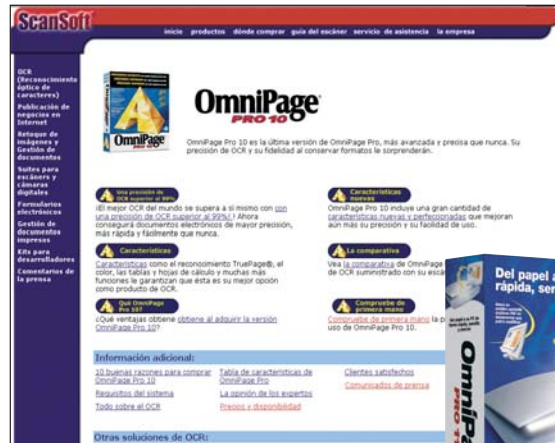 ScanSoft
inicio productos dónde comprar guía del escáner servicio de asistencia la empresa
OCR
(Reconocimiento
óptico de
caracteres)
Publicación de
negocios en
Internet
Retoque de
imágenes y
Gestión de
documentos
Suites para
escáners y
cámaras
digitales
Formularios
electrónicos
Gestión de
documentos
impresos
Kits para
desarrolladores
Comentarios de
la prensa
OmniPage
OmniPage
PRO 10
OmniPage Pro 10 es la última versión de OmniPage Pro, más avanzada y precisa que nunca. Su
precisión de OCR y su fidelidad al conservar formatos le sorprenderán.
Una precisión de
OCR superior al 99%
¡El mejor OCR del mundo se supera a sí mismo con con
una precisión de OCR superior al 99%! Ahora
conseguirá documentos electrónicos de mayor precisión,
más rápida y fácilmente que nunca.
Características
nuevas
OmniPage Pro 10 incluye una gran cantidad de
características nuevas y perfeccionadas que mejoran
aún más su precisión y su facilidad de uso.
Características
Características como el reconocimiento TruePage®, el
color, las tablas y hojas de cálculo y muchas más
funciones le garantizan que ésta es su mejor opción
como producto de OCR.
La comparativa
Vea la comparativa de OmniPage
de OCR suministrado con su escá
Qué OmniPage
Pro 10?
¿Qué ventajas obtiene obtiene al adquirir la versión
OmniPage Pro 10?
Compruebe de
primera mano
Compruebe de primera mano la p
uso de OmniPage Pro 10.
Información adicional:
10 buenas razones para comprar
OmniPage Pro 10
Requisitos del sistema
Todo sobre el OCR
Tabla de características de
OmniPage Pro
La opinión de los expertos
Precios y disponibilidad
Clientes satisfechos
Comunicados de prensa
Otras soluciones de OCR:
Del papel a
rápida, ser
OmniPa
PRO 1